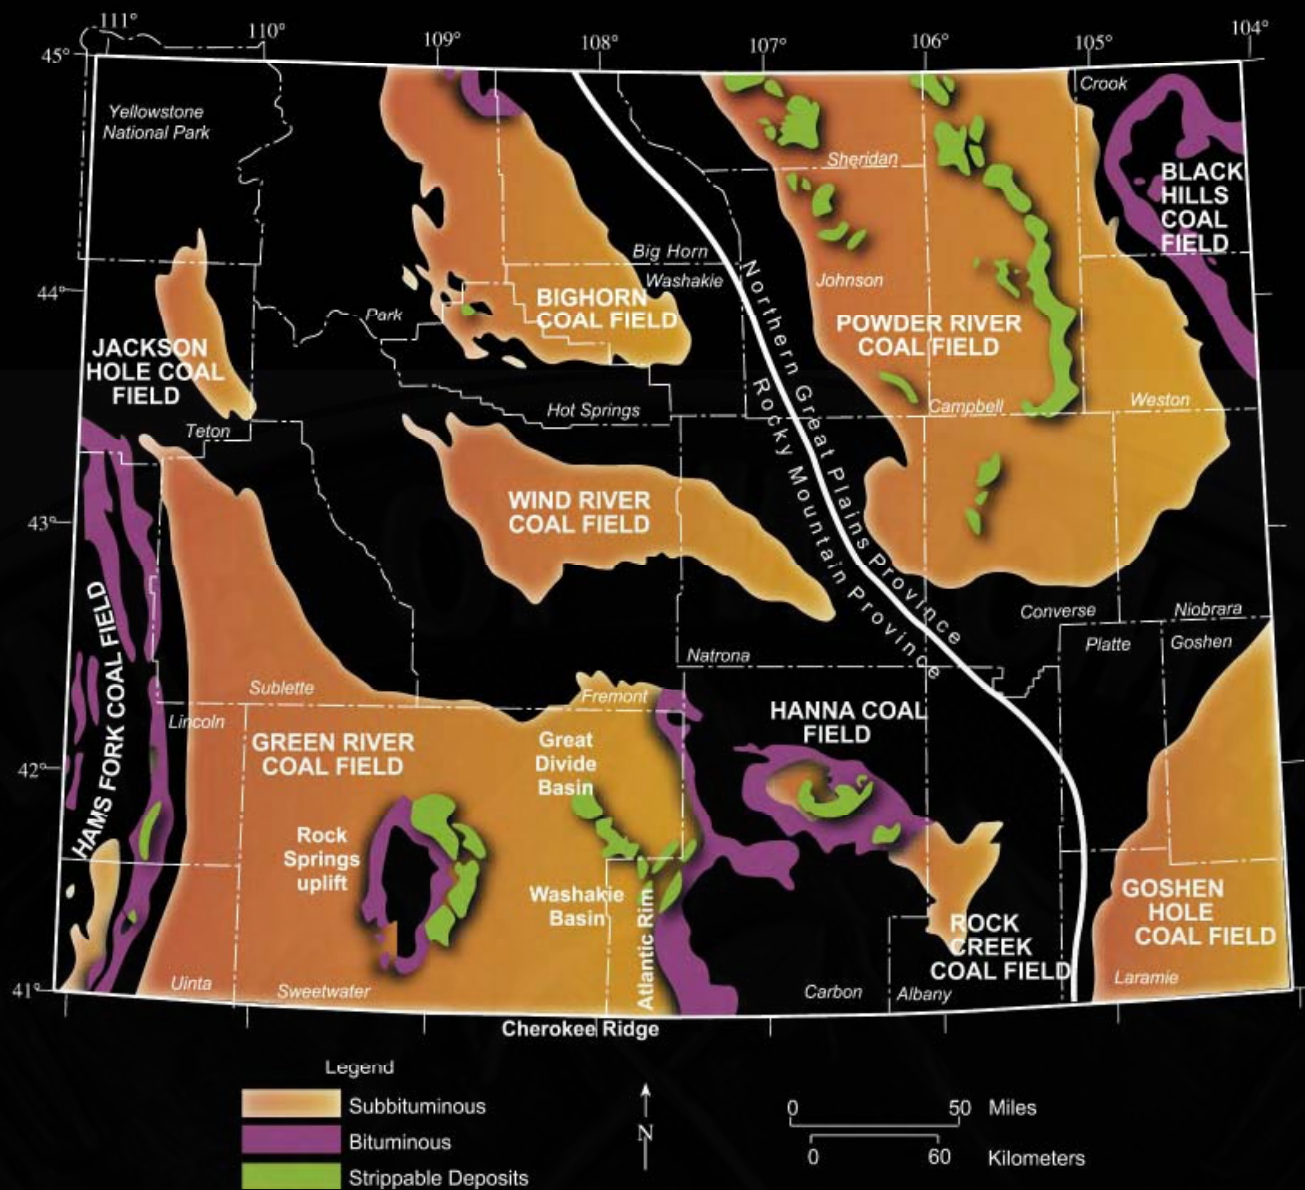 111°
110°
109°
108°
107°
106°
105°
104°
45°
Crook
Yellowstone
National Park
Sheridan
BLACK
HILLS
COAL
FIELD
Big Horn
Washakie
Johnson
44°
BIGHORN
COAL FIELD
Park
POWDER RIVER
COAL FIELD
JACKSON
HOLE COAL
FIELD
Northern Great Plains Province
Rocky Mountain Province
Hot Springs
Campbell
Weston
Teton
WIND RIVER
COAL FIELD
43°
HAMS FORK COAL FIELD
Converse
Niobrara
Platte
Goshen
Natrona
Sublette
Fremont
Lincoln
HANNA COAL
FIELD
GREEN RIVER
COAL FIELD
Great
Divide
Basin
42°
Rock
Springs
uplift
Washakie
Basin
Atlantic Rim
GOSHEN
HOLE
COAL FIELD
ROCK
CREEK
COAL FIELD
41°
Uinta
Sweetwater
Carbon
Albany
Laramie
Cherokee Ridge
Legend
Subbituminous
Bituminous
Strippable Deposits
N
0 50 Miles
0 60 Kilometers